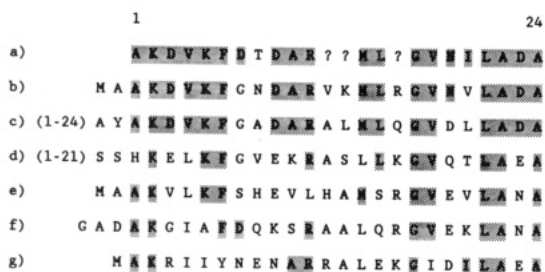 1 24
a) A K D V K F D T D A R ? ? M L ? G V N I L A D A
b) M A A K D V K F G N D A R V K M L R G V N V L A D A
c) (1-24) A Y A K D V K F G A D A R A L M L Q G V D L L A D A
d) (1-21) S S H K E L K F G V E K R A S L L K G V Q T L A E A
e) M A A K V L K F S H E V L H A M S R G V E V L A N A
f) G A D A K G I A F D Q K S R A A L Q R G V E K L A N A
g) M A K R I I Y N E N A R R A L E K G I D I L A E A